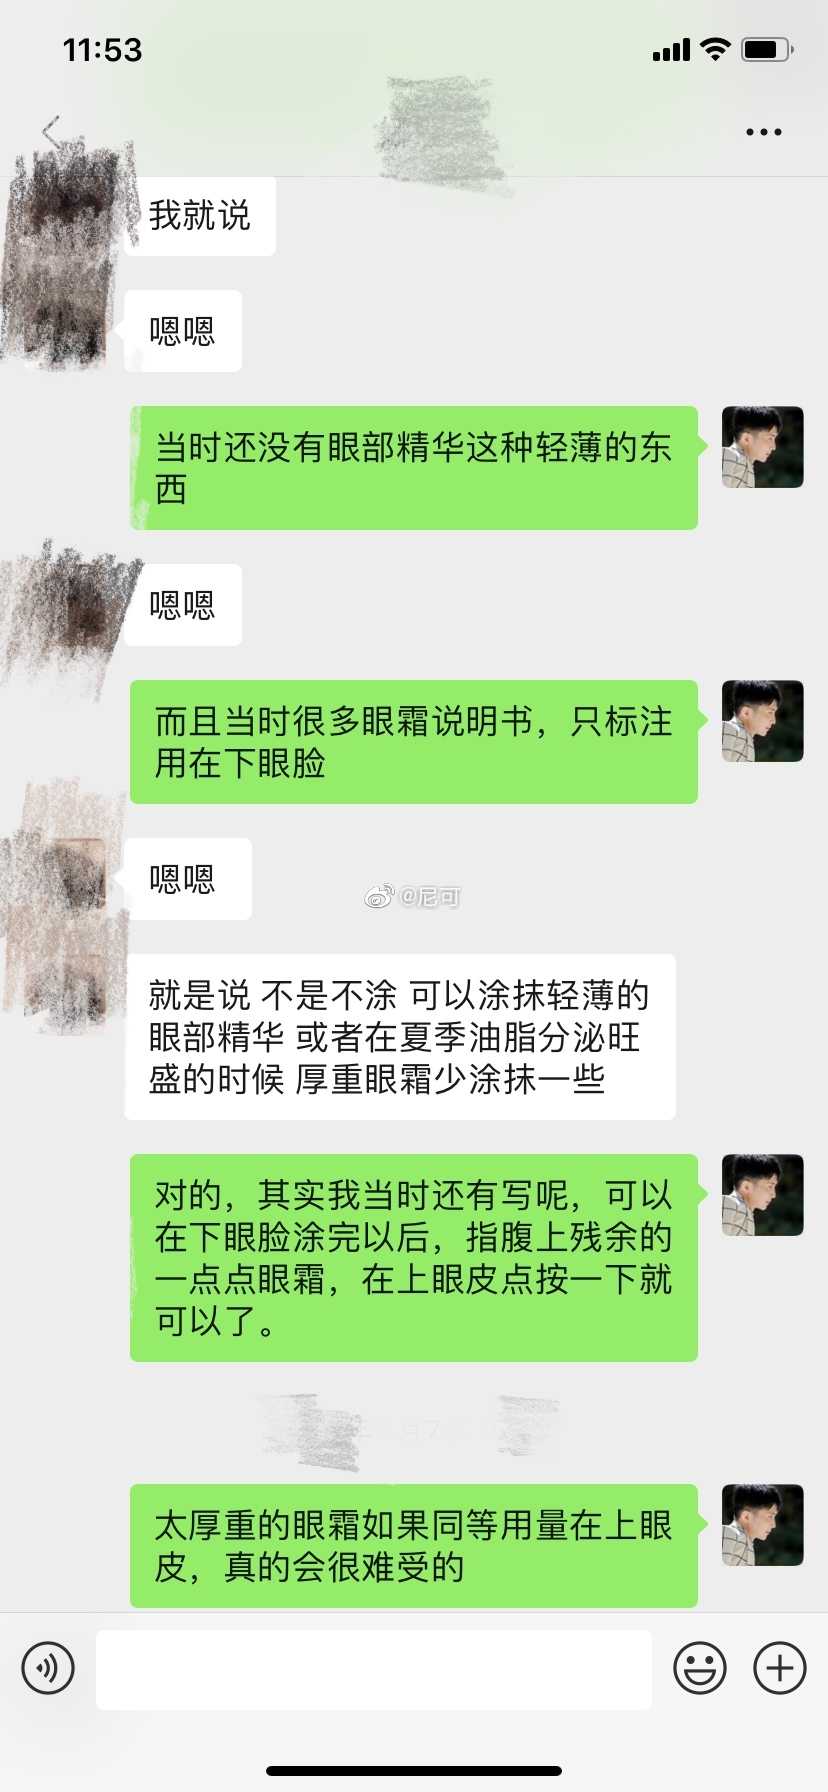 11:53
我就说
嗯嗯
当时还没有眼部精华这种轻薄的东
西
嗯嗯
而且当时很多眼霜说明书，只标注
用在下眼脸
嗯嗯
@尼可
就是说 不是不涂 可以涂抹轻薄的
眼部精华 或者在夏季油脂分泌旺
盛的时候 厚重眼霜少涂抹一些
对的，其实我当时还有写呢，可以
在下眼脸涂完以后，指腹上残余的
一点点眼霜，在上眼皮点按一下就
可以了。
太厚重的眼霜如果同等用量在上眼
皮，真的会很难受的